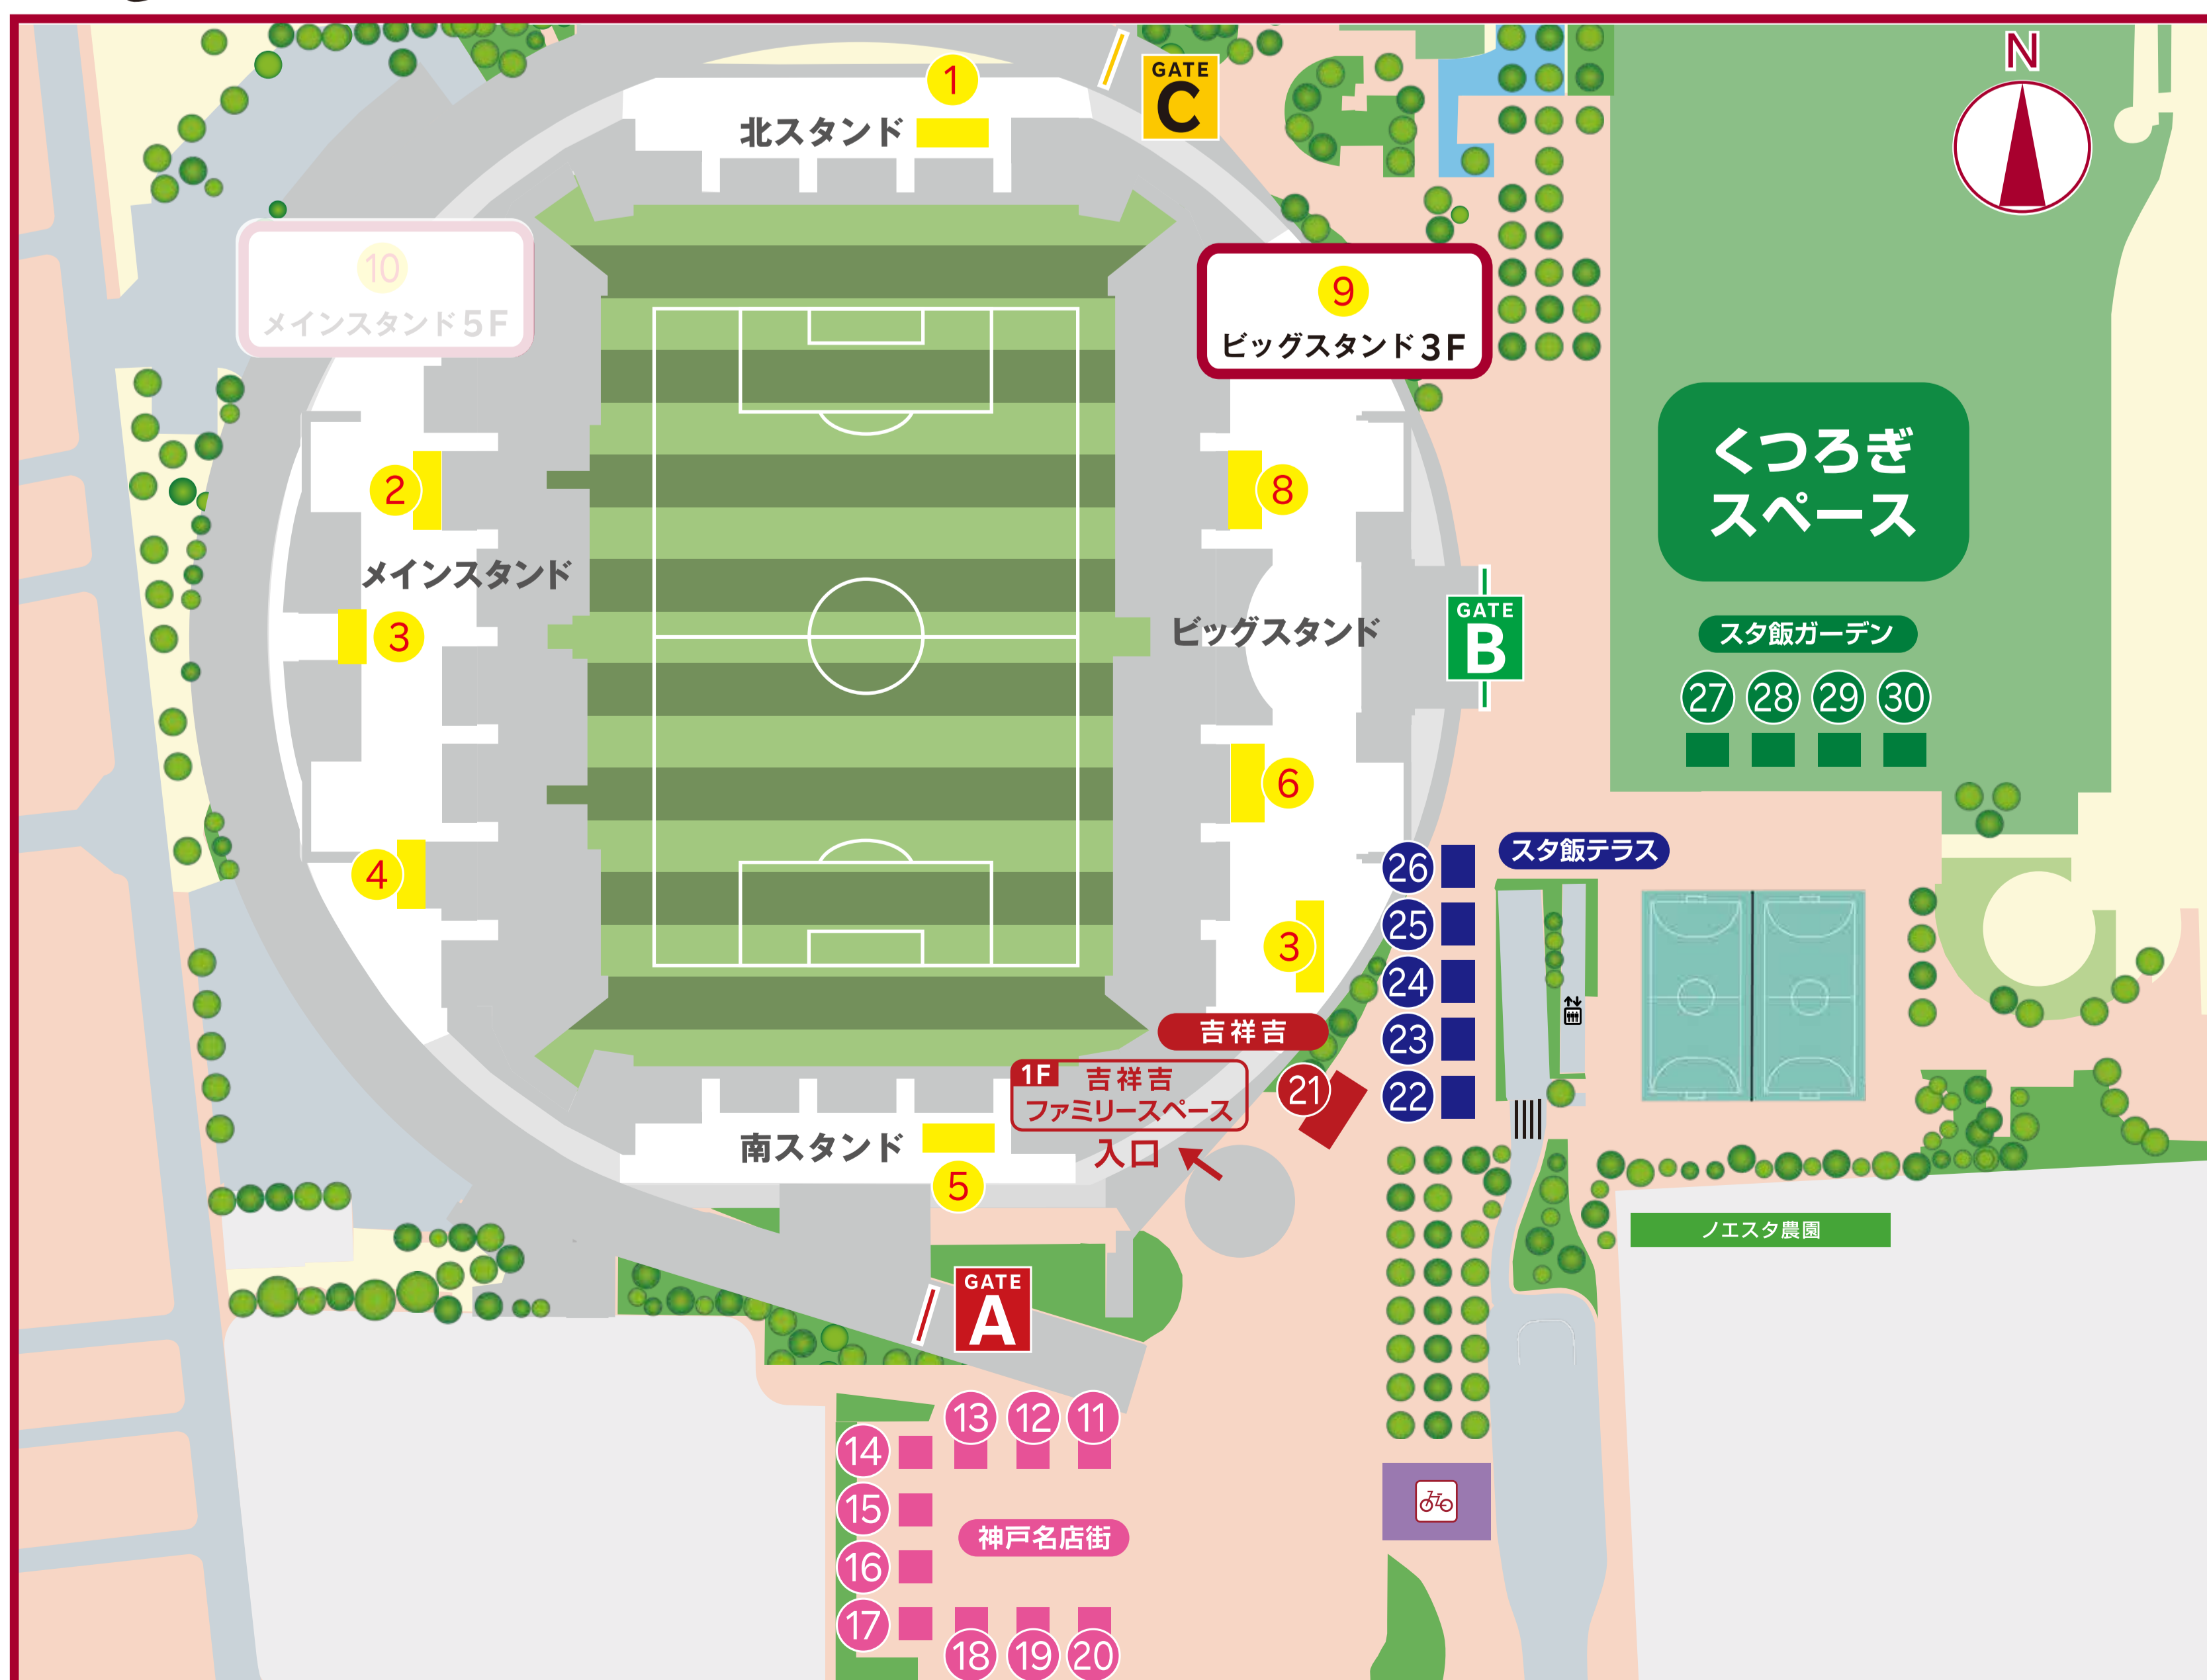 N
GATE
C
1
北スタンド
10
メインスタンド5F
9
ビッグスタンド3F
くつろぎ
スペース
2
8
メインスタンド
3
ビッグスタンド
GATE
B
スタ飯ガーデン
27 28 29 30
6
4
スタ飯テラス
26
25
3
24
23
22
吉祥吉
21
1F
吉祥吉
ファミリースペース
入口
南スタンド
5
ノエスタ農園
GATE
A
13 12 11
14
15
神戸名店街
16
17
18 19 20